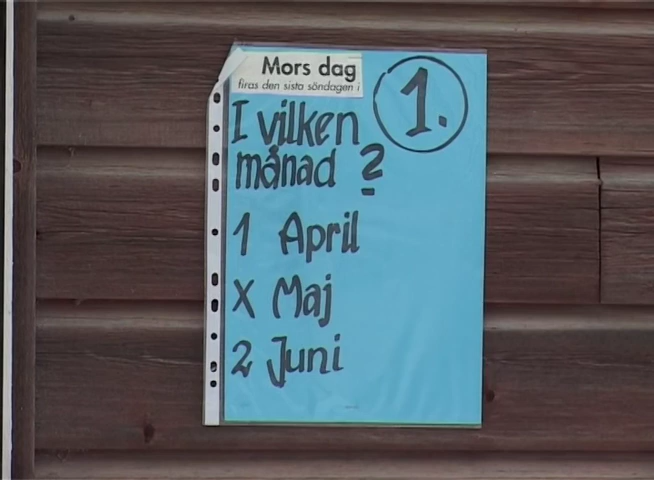 Mors dag
firas den sista söndagen i
1.
I vilken
månad ?
1 April
X Maj
2 Juni